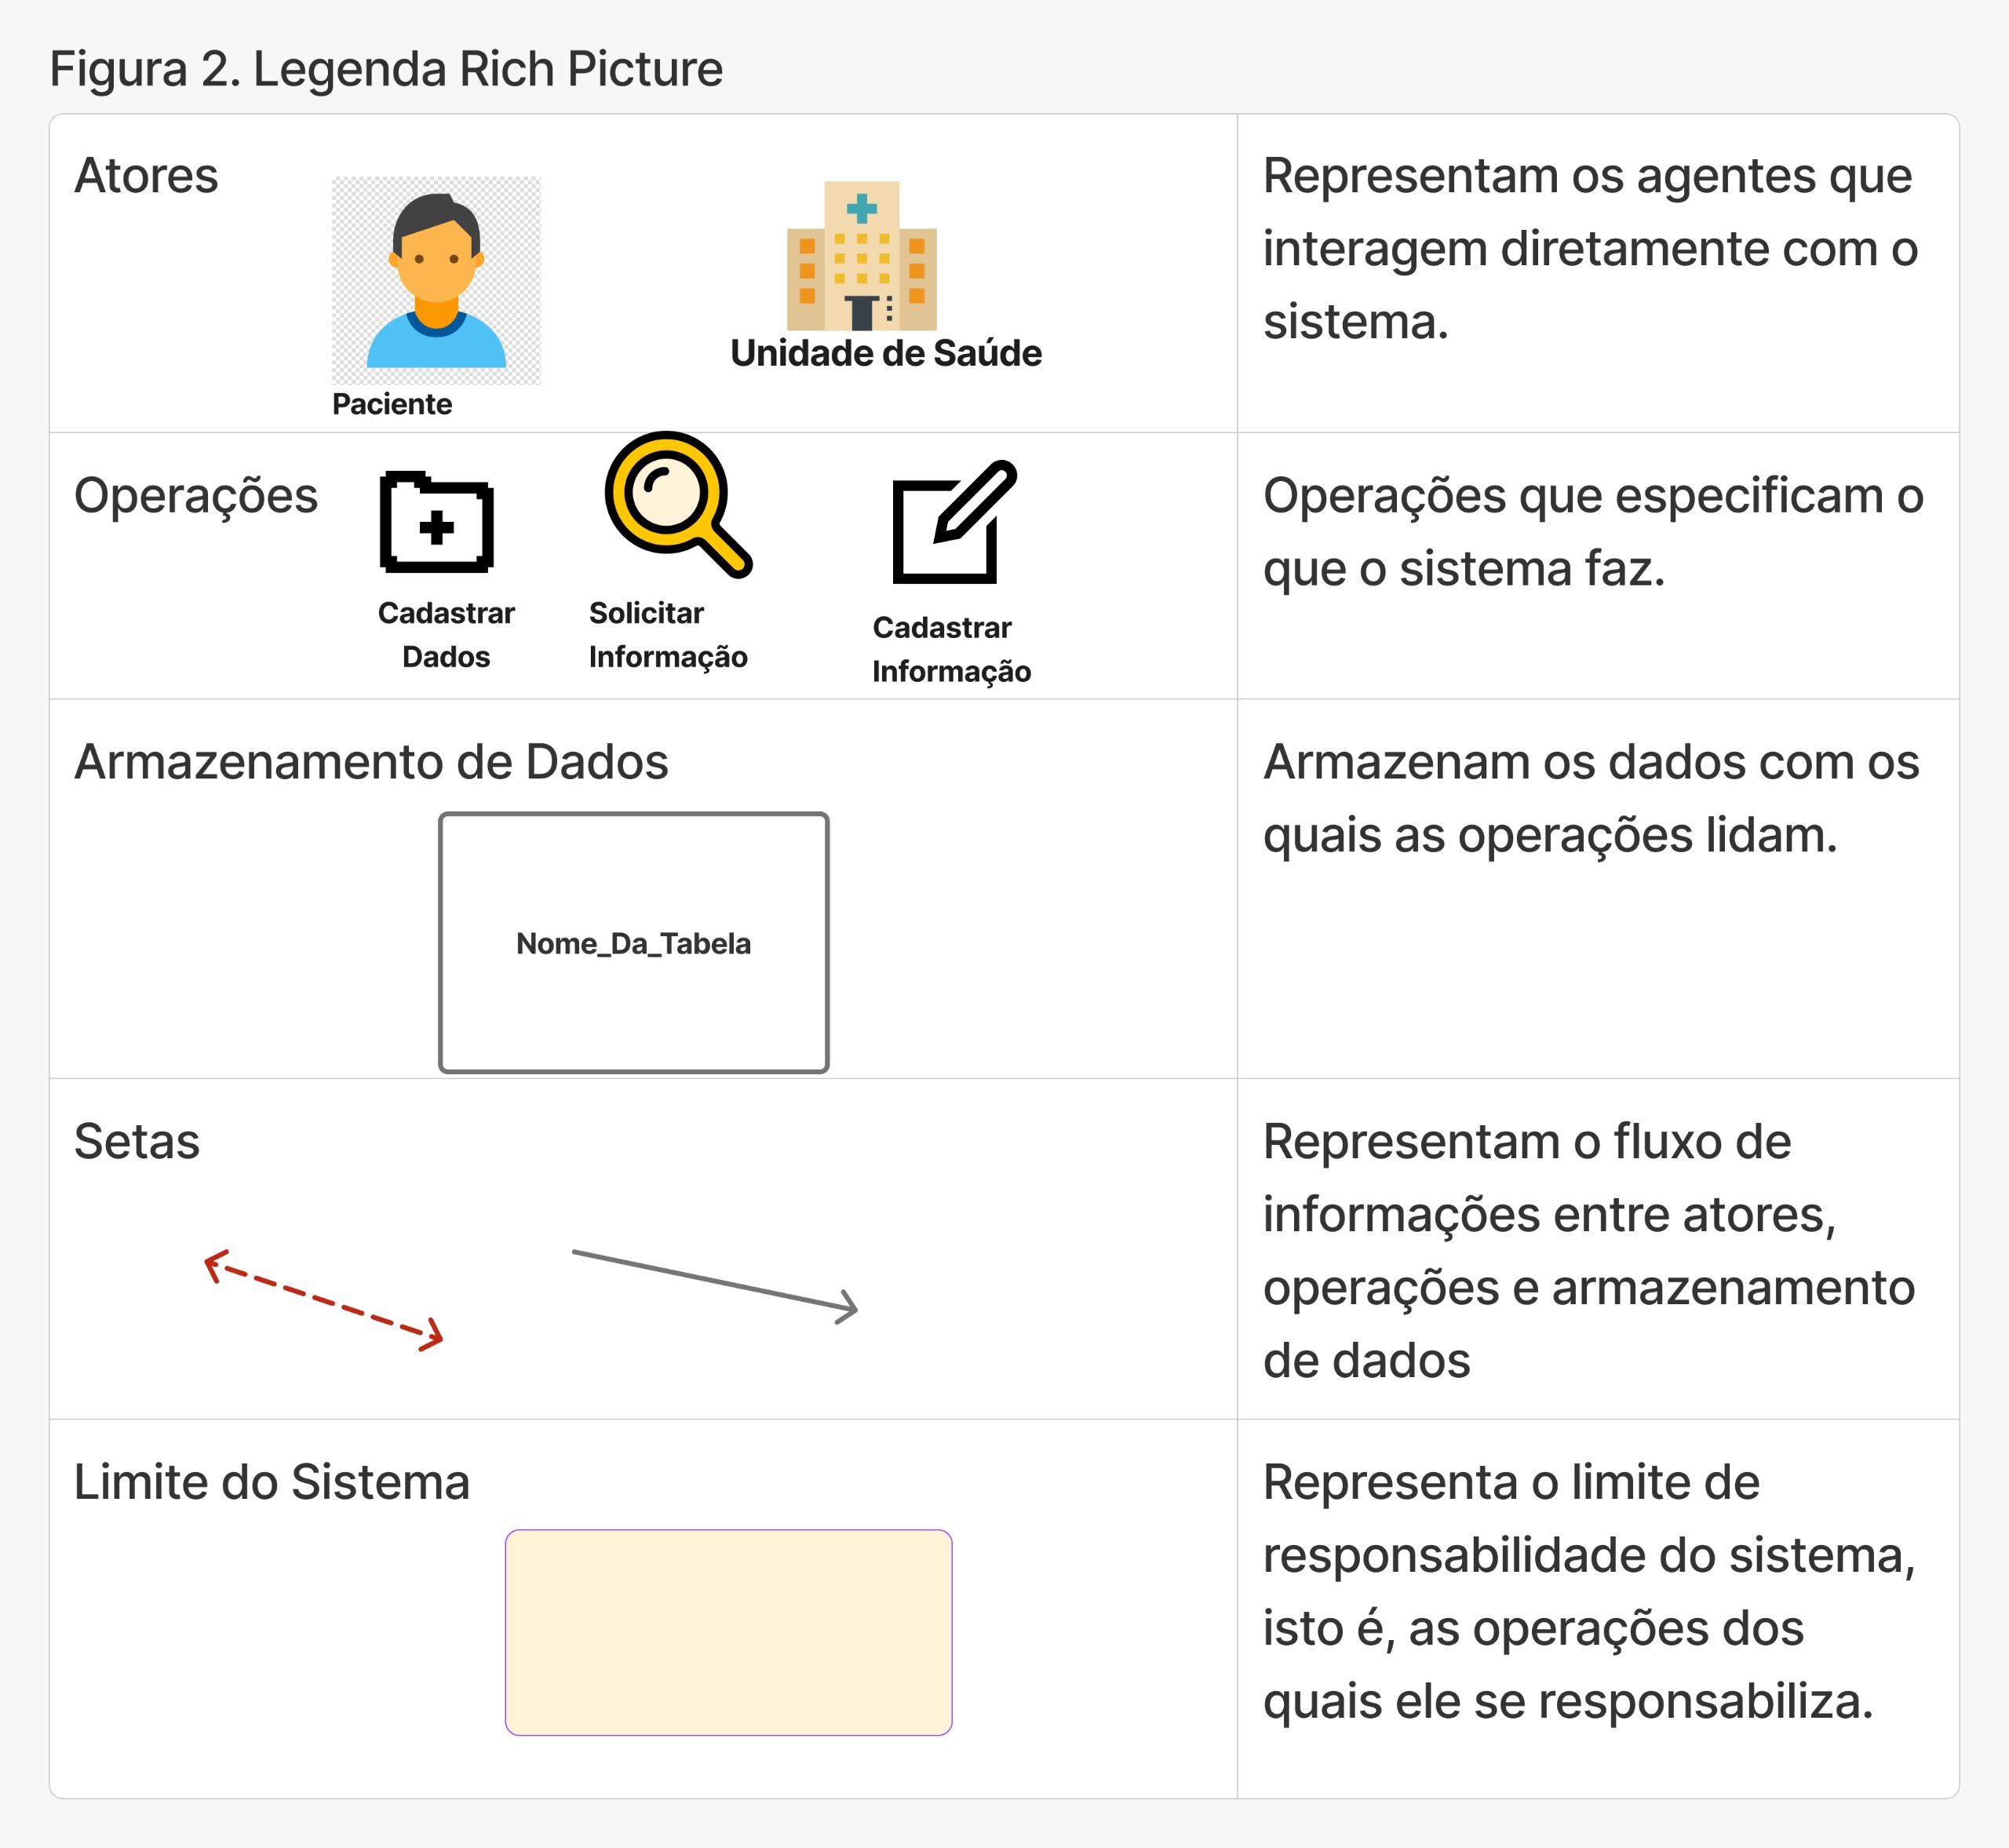 Figura 2. Legenda Rich Picture
Atores
Paciente
Unidade de Saúde
Representam os agentes que
interagem diretamente com o
sistema.
Operações
Cadastrar
Dados
Solicitar
Informação
Cadastrar
Informação
Operações que especificam o
que o sistema faz.
Armazenamento de Dados
Nome_Da_Tabela
Armazenam os dados com os
quais as operações lidam.
Setas
Representam o fluxo de
informações entre atores,
operações e armazenamento
de dados
Limite do Sistema
Representa o limite de
responsabilidade do sistema,
isto é, as operações dos
quais ele se responsabiliza.